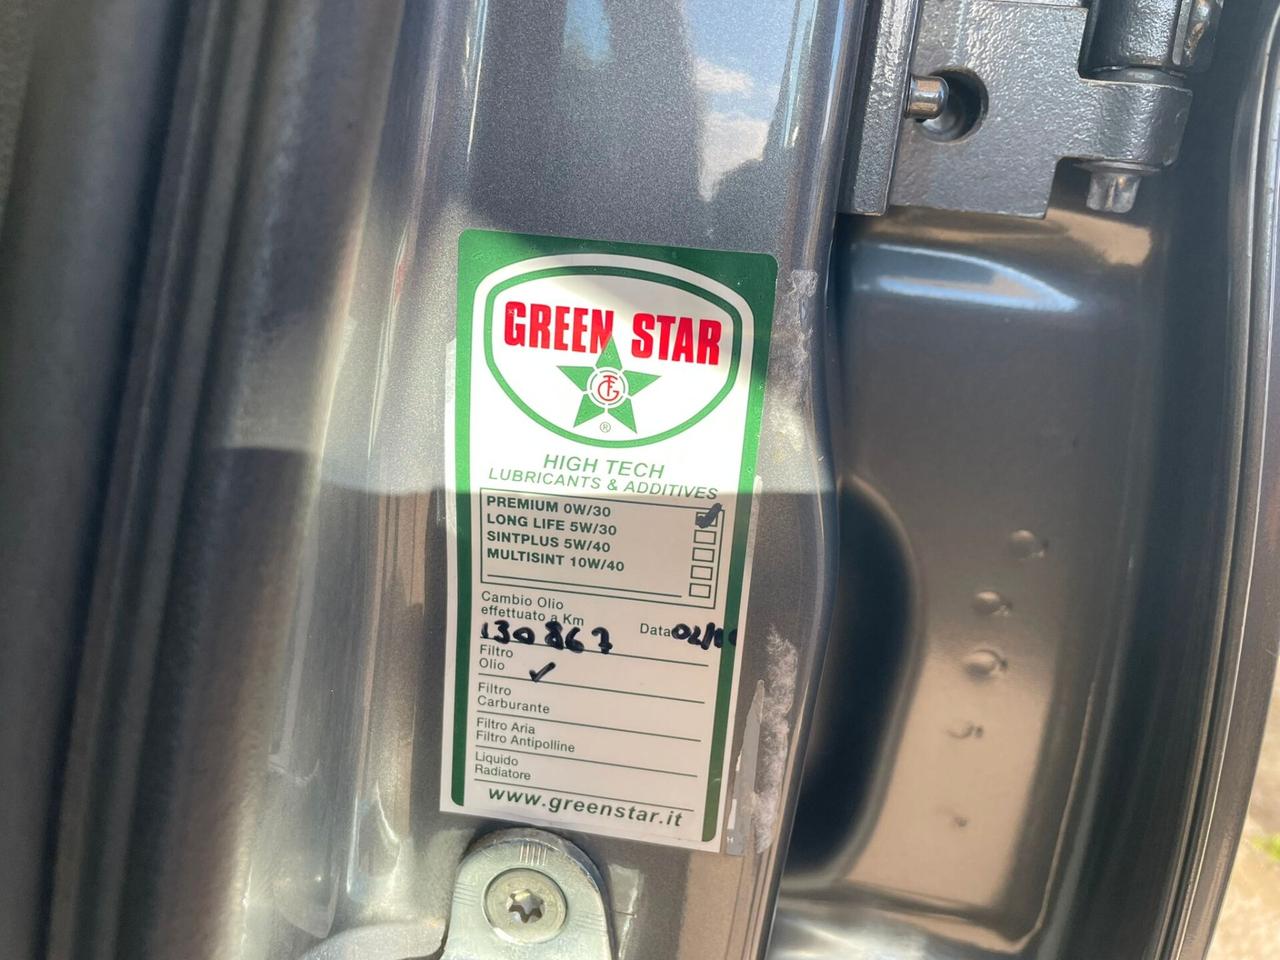 GREEN STAR
®
HIGH TECH
LUBRICANTS & ADDITIVES
PREMIUM 0W/30
LONG LIFE 5W/30
SINTPLUS 5W/40
MULTISINT 10W/40
Cambio Olio
effettuato a Km
130867
Data
Filtro
Olio
Filtro
Carburante
Filtro Aria
Filtro Antipolline
Liquido
Radiatore
www.greenstar.it